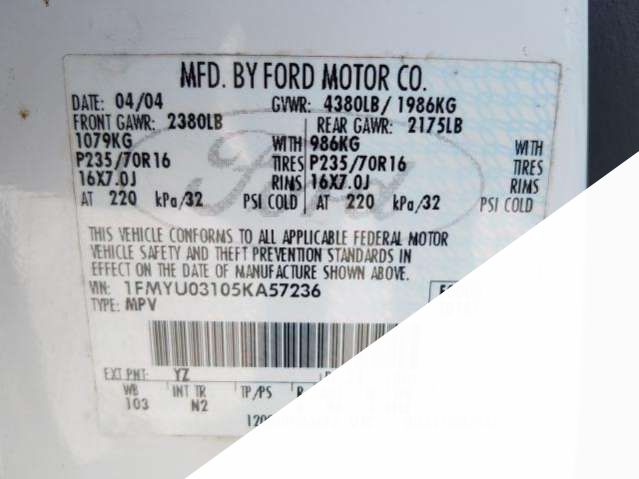 MFD. BY FORD MOTOR CO.
DATE: 04/04 GVWR: 4380LB/ 1986KG
FRONT GAWR: 2380LB REAR GAWR: 2175LB
1079KG WITH 986KG WITH
P235/70R16 TIRES P235/70R16 TIRES
16X7.0J RIMS 16X7.0J RIMS
AT 220 kPa/32 PSI COLD AT 220 kPa/32 PSI COLD
Ford
THIS VEHICLE CONFORMS TO ALL APPLICABLE FEDERAL MOTOR
VEHICLE SAFETY AND THEFT PREVENTION STANDARDS IN
EFFECT ON THE DATE OF MANUFACTURE SHOWN ABOVE.
VIN: 1FMYU03105KA57236
TYPE: MPV
EXT PNT: YZ
WB INT TR TP/PS R
103 N2